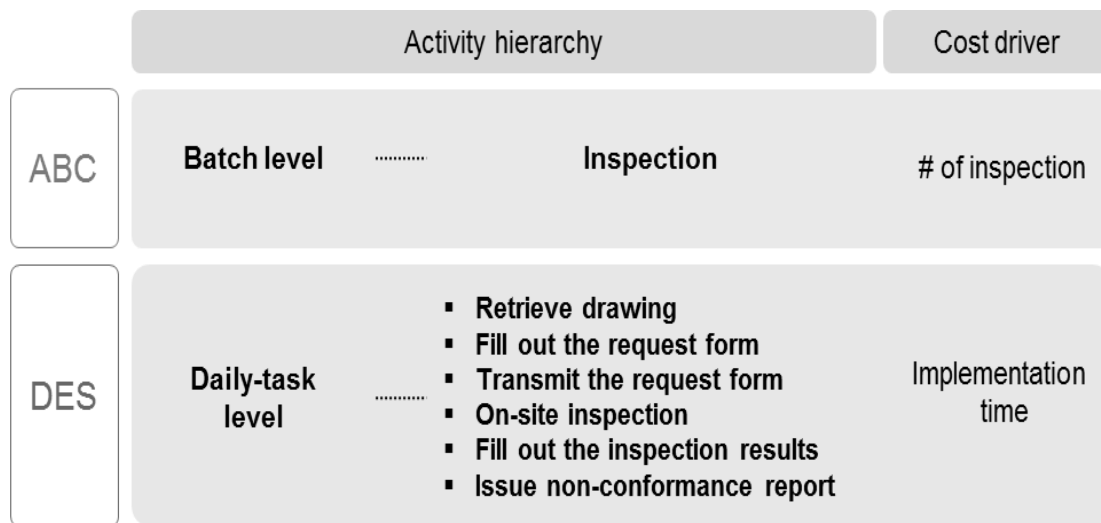 Activity hierarchy
Cost driver
ABC
Batch level
Inspection
# of inspection
DES
Daily-task
level
▪ Retrieve drawing
▪ Fill out the request form
▪ Transmit the request form
▪ On-site inspection
▪ Fill out the inspection results
▪ Issue non-conformance report
Implementation
time